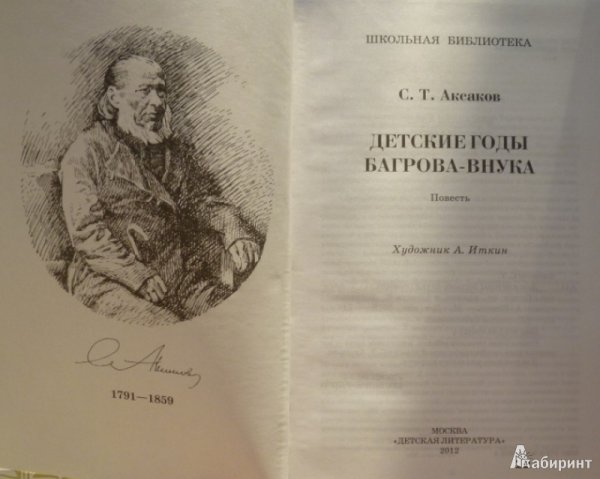 1791—1859
ШКОЛЬНАЯ БИБЛИОТЕКА
С. Т. Аксаков
ДЕТСКИЕ ГОДЫ
БАГРОВА-ВНУКА
Повесть
Художник А. Иткин
МОСКВА
«ДЕТСКАЯ ЛИТЕРАТУРА»
2012
Лабиринт